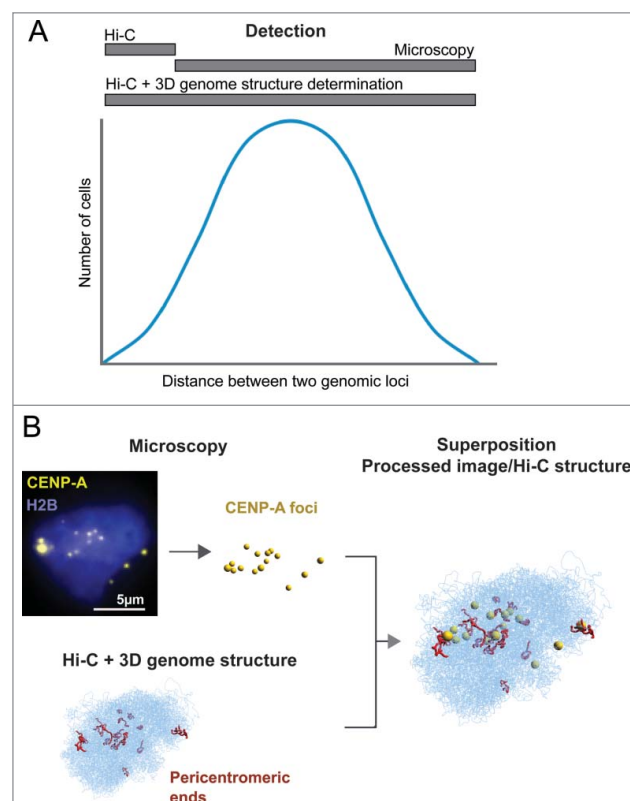 A
Detection
Hi-C
Microscopy
Hi-C + 3D genome structure determination
Number of cells
Distance between two genomic loci
B
Microscopy
Superposition
Processed image/Hi-C structure
CENP-A
H2B
CENP-A foci
5µm
Hi-C + 3D genome structure
Pericentromeric
ends